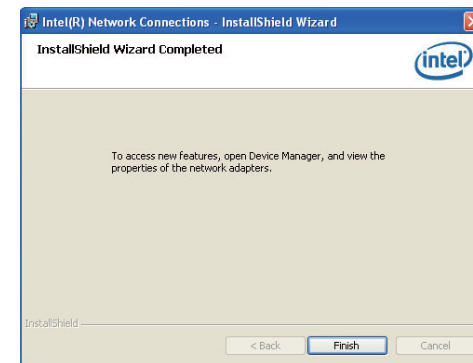 Intel(R) Network Connections - InstallShield Wizard
InstallShield Wizard Completed
intel
To access new features, open Device Manager, and view the
properties of the network adapters.
InstallShield
< Back
Finish
Cancel